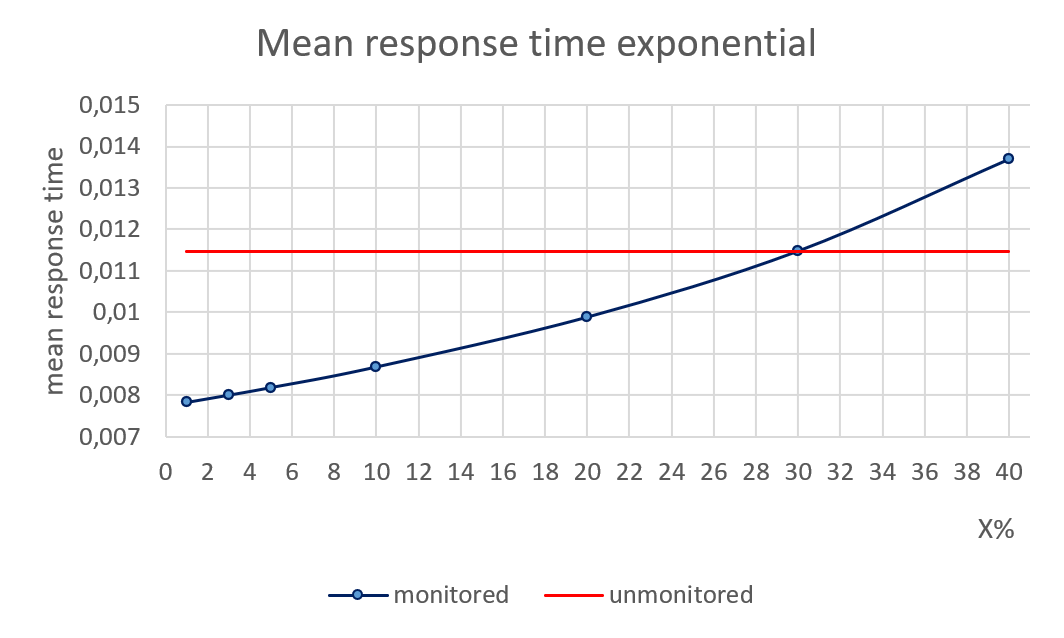 Mean response time exponential
mean response time
0,015
0,014
0,013
0,012
0,011
0,01
0,009
0,008
0,007
0 2 4 6 8 10 12 14 16 18 20 22 24 26 28 30 32 34 36 38 40
X%
monitored unmonitored